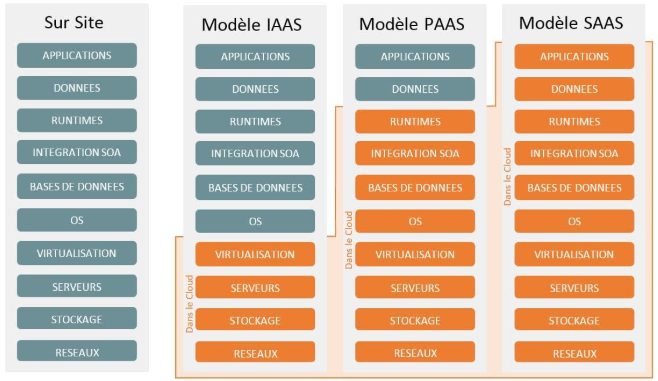 Sur Site
APPLICATIONS
DONNEES
RUNTIMES
INTEGRATION SOA
BASES DE DONNEES
OS
VIRTUALISATION
SERVEURS
STOCKAGE
RESEAUX
Modèle IAAS
APPLICATIONS
DONNEES
RUNTIMES
INTEGRATION SOA
BASES DE DONNEES
OS
VIRTUALISATION
SERVEURS
STOCKAGE
RESEAUX
Dans le Cloud
Modèle PAAS
APPLICATIONS
DONNEES
RUNTIMES
INTEGRATION SOA
BASES DE DONNEES
OS
VIRTUALISATION
SERVEURS
STOCKAGE
RESEAUX
Dans le Cloud
Modèle SAAS
APPLICATIONS
DONNEES
RUNTIMES
INTEGRATION SOA
BASES DE DONNEES
OS
VIRTUALISATION
SERVEURS
STOCKAGE
RESEAUX
Dans le Cloud